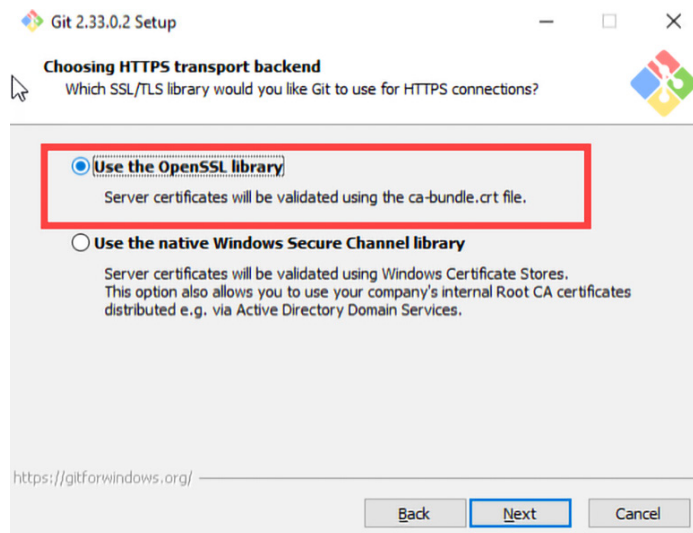 Git 2.33.0.2 Setup
Choosing HTTPS transport backend
Which SSL/TLS library would you like Git to use for HTTPS connections?
Use the OpenSSL library
Server certificates will be validated using the ca-bundle.crt file.
Use the native Windows Secure Channel library
Server certificates will be validated using Windows Certificate Stores.
This option also allows you to use your company's internal Root CA certificates
distributed e.g. via Active Directory Domain Services.
https://gitforwindows.org/
Back Next Cancel